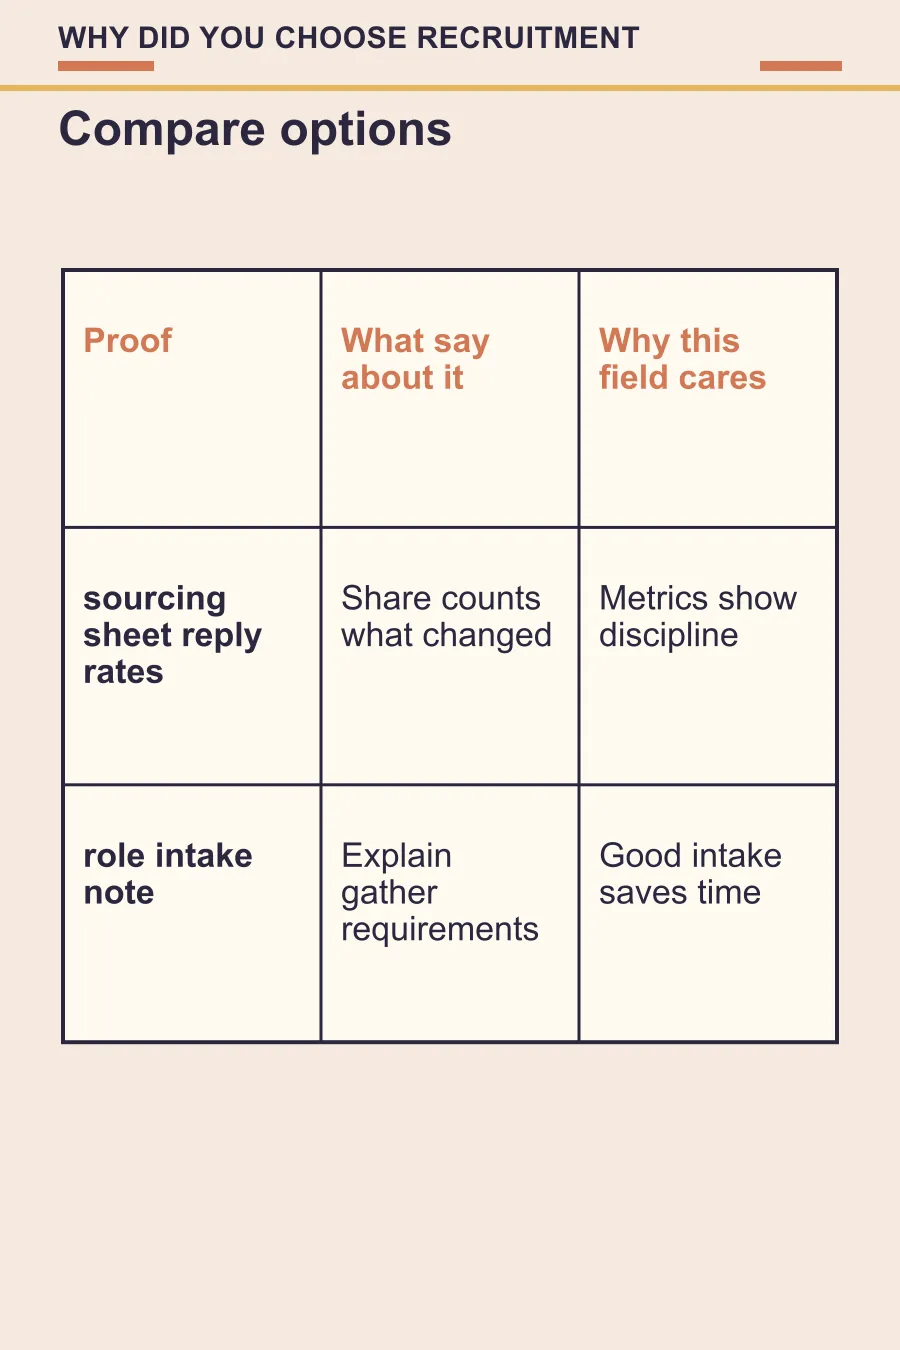 WHY DID YOU CHOOSE RECRUITMENT
Compare options
Proof
What say
about it
Why this
field cares
sourcing
sheet reply
rates
Share counts
what changed
Metrics show
discipline
role intake
note
Explain
gather
requirements
Good intake
saves time